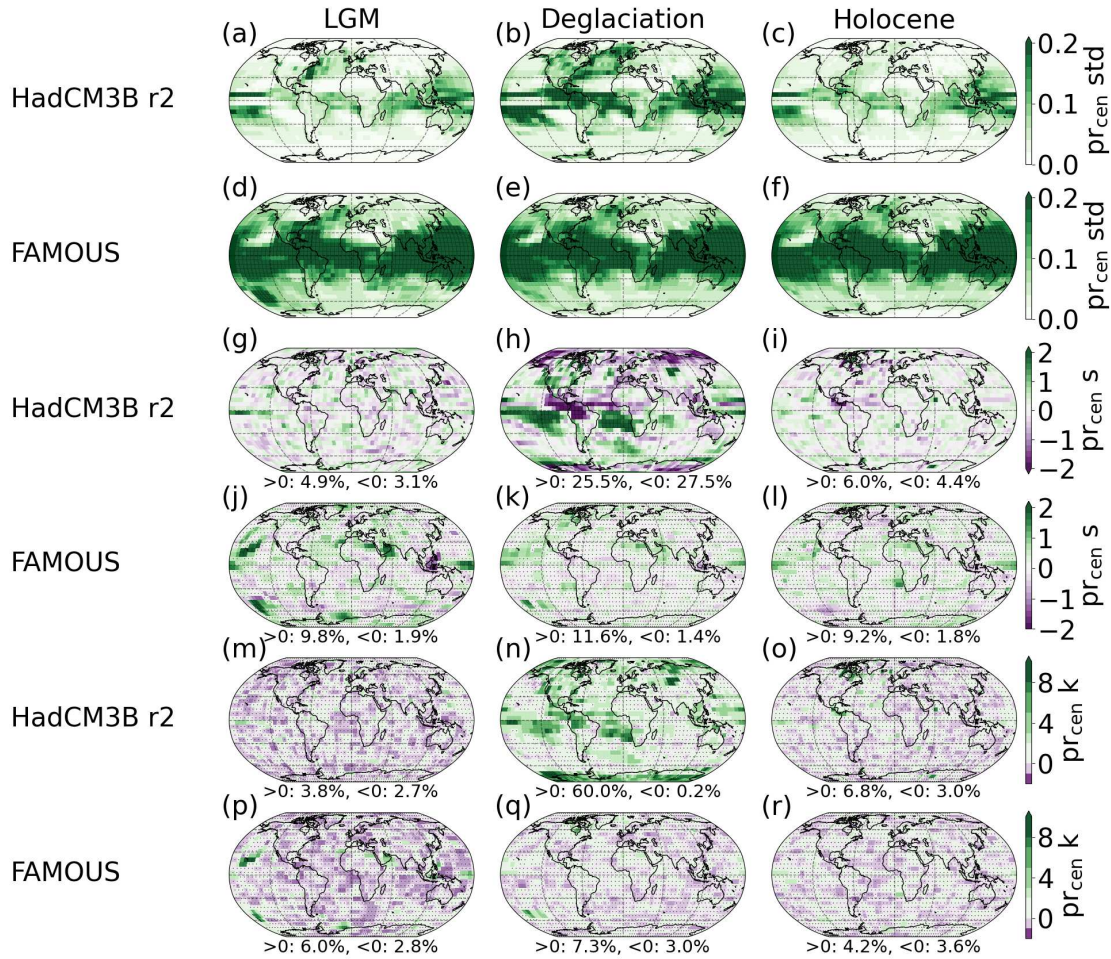 LGM Deglaciation Holocene
(a) (b) (c)
HadCM3B r2
0.2
0.1
0.0
pr_cen std
(d) (e) (f)
FAMOUS
0.2
0.1
0.0
pr_cen std
(g) (h) (i)
HadCM3B r2
2
1
0
−1
−2
pr_cen s
>0: 4.9%, <0: 3.1% >0: 25.5%, <0: 27.5% >0: 6.0%, <0: 4.4%
(j) (k) (l)
FAMOUS
2
1
0
−1
−2
pr_cen s
>0: 9.8%, <0: 1.9% >0: 11.6%, <0: 1.4% >0: 9.2%, <0: 1.8%
(m) (n) (o)
HadCM3B r2
8
4
0
pr_cen k
>0: 3.8%, <0: 2.7% >0: 60.0%, <0: 0.2% >0: 6.8%, <0: 3.0%
(p) (q) (r)
FAMOUS
8
4
0
pr_cen k
>0: 6.0%, <0: 2.8% >0: 7.3%, <0: 3.0% >0: 4.2%, <0: 3.6%